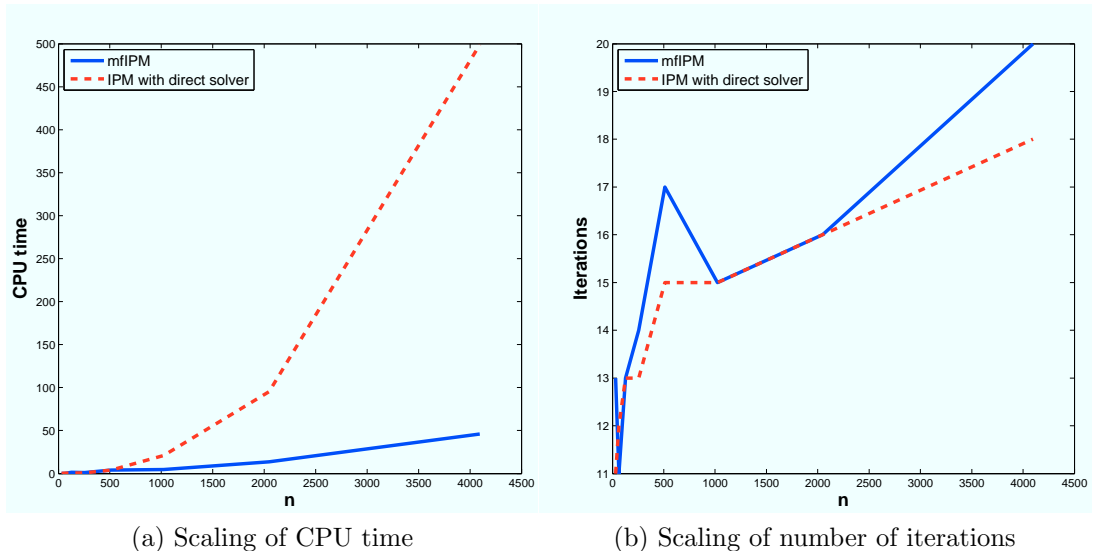 500
450
400
350
300
250
200
150
100
50
0
CPU time
mfIPM
IPM with direct solver
0 500 1000 1500 2000 2500 3000 3500 4000 4500
n
(a) Scaling of CPU time
20
19
18
17
16
15
14
13
12
11
Iterations
mfIPM
IPM with direct solver
0 500 1000 1500 2000 2500 3000 3500 4000 4500
n
(b) Scaling of number of iterations